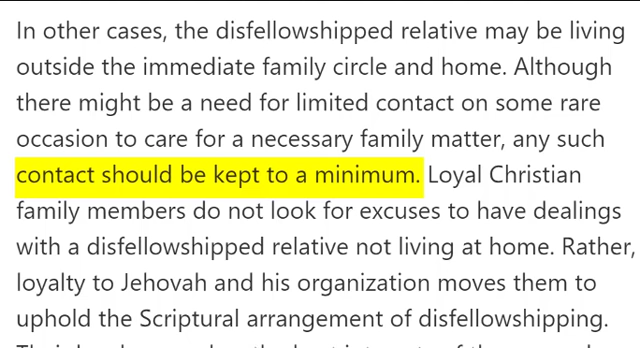 In other cases, the disfellowshipped relative may be living
outside the immediate family circle and home. Although
there might be a need for limited contact on some rare
occasion to care for a necessary family matter, any such
contact should be kept to a minimum. Loyal Christian
family members do not look for excuses to have dealings
with a disfellowshipped relative not living at home. Rather,
loyalty to Jehovah and his organization moves them to
uphold the Scriptural arrangement of disfellowshipping.